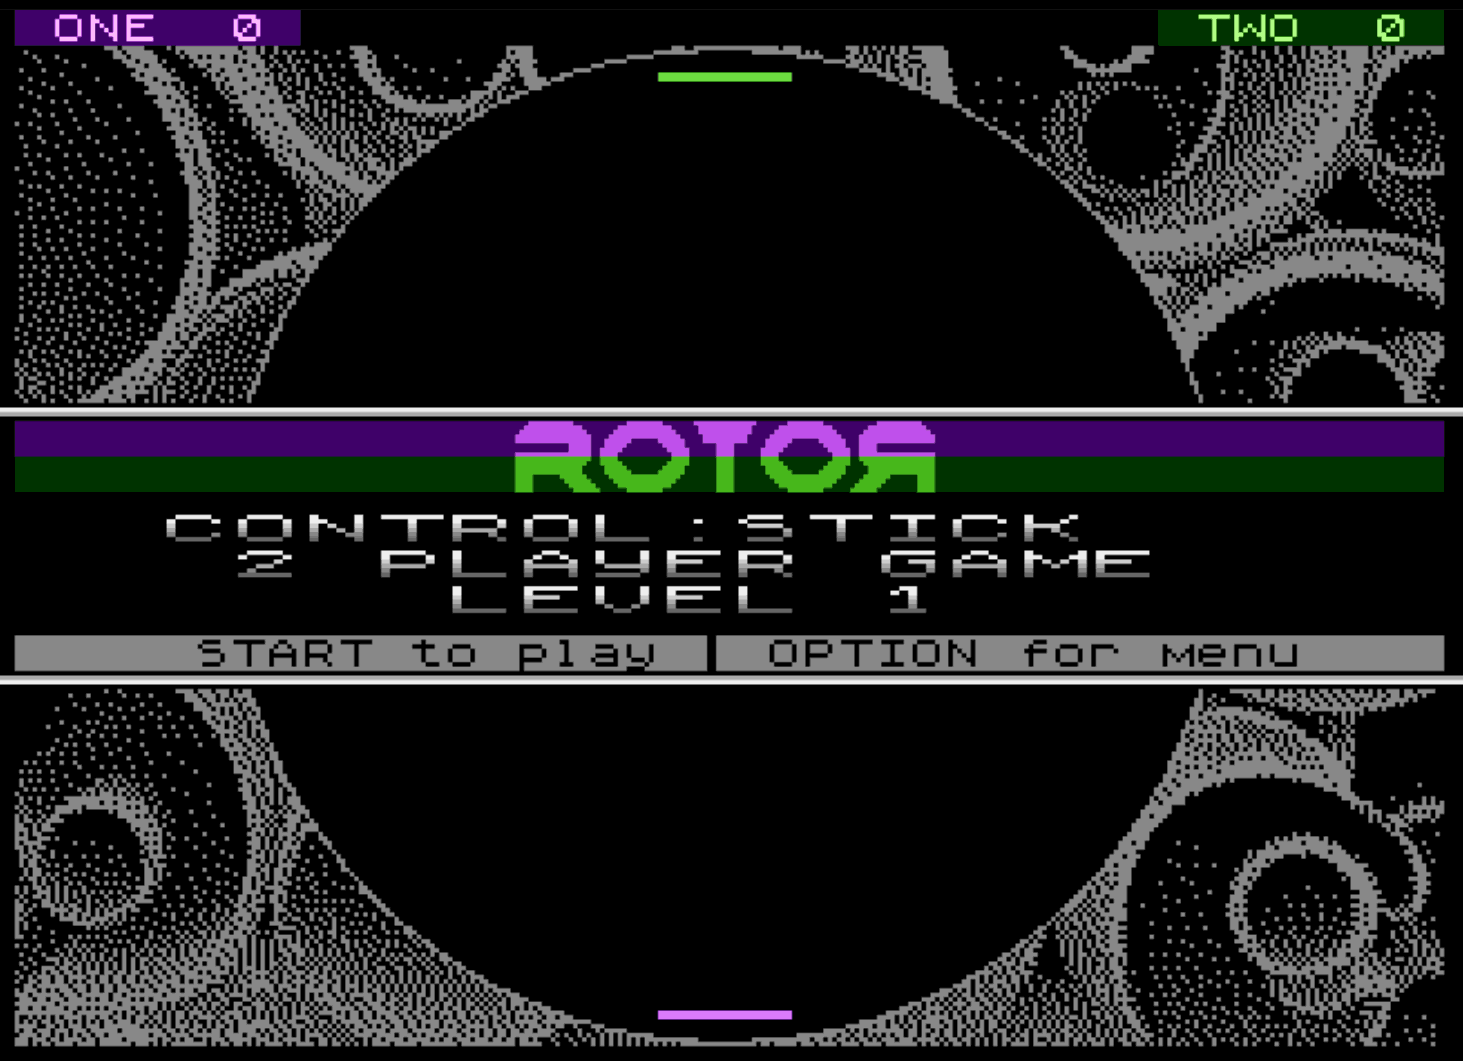 ONE 0
TWO 0
ROTOR
CONTROL:STICK
2 PLAYER GAME
LEVEL 1
START to play
OPTION for menu